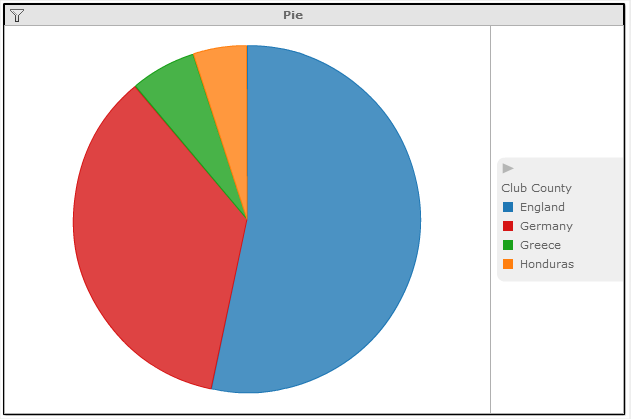 Pie
Club County
England
Germany
Greece
Honduras